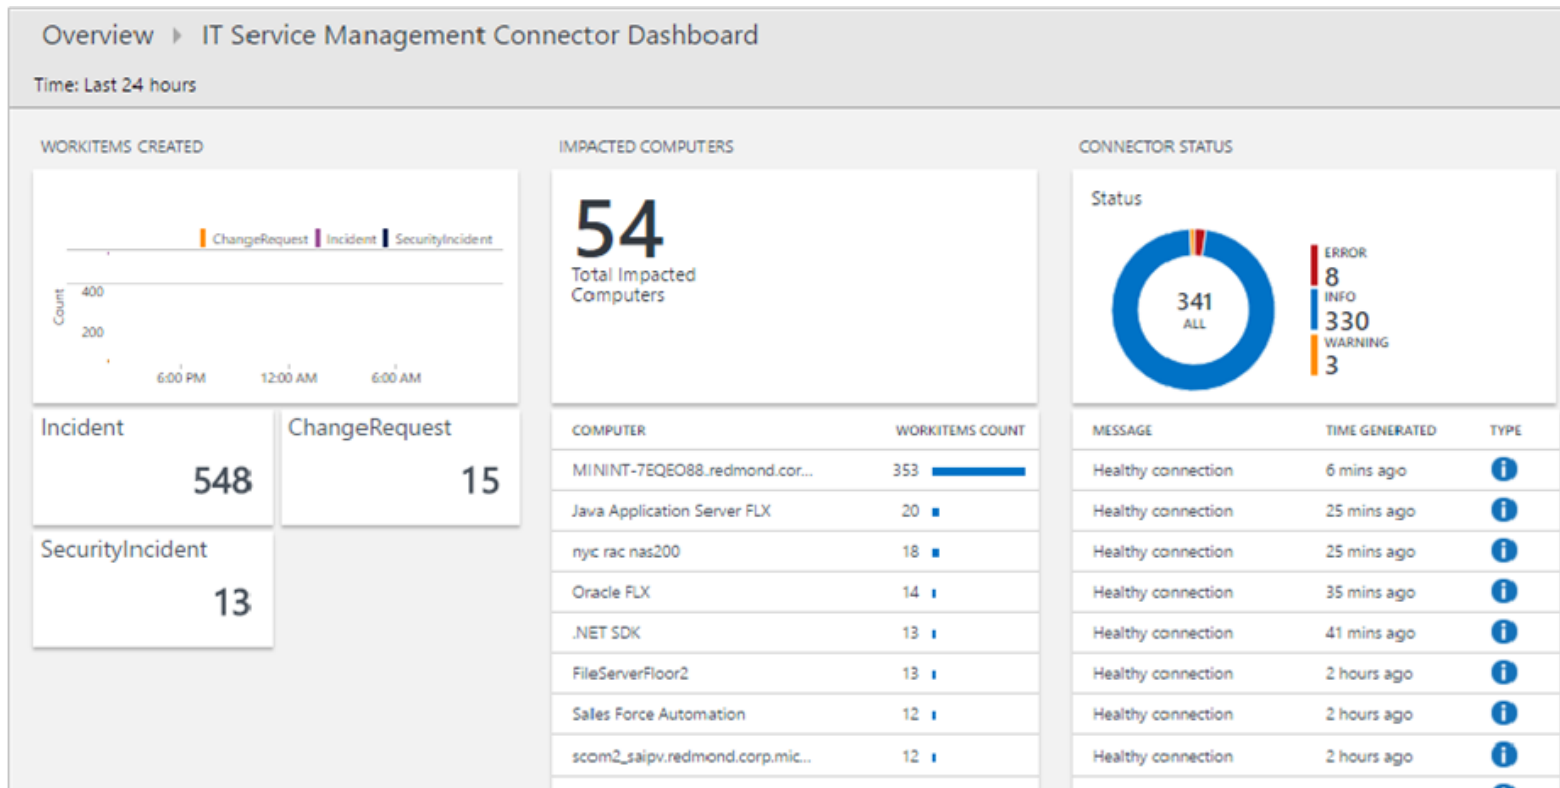 Overview IT Service Management Connector Dashboard
Time: Last 24 hours
WORKITEMS CREATED
ChangeRequest Incident SecurityIncident
Count
400
200
6:00 PM 12:00 AM 6:00 AM
Incident
548
ChangeRequest
15
SecurityIncident
13
IMPACTED COMPUTERS
54
Total Impacted
Computers
COMPUTER WORKITEMS COUNT
MININT-7EQEO88.redmond.cor... 353
Java Application Server FLX 20
nyc rac nas200 18
Oracle FLX 14
.NET SDK 13
FileServerFloor2 13
Sales Force Automation 12
scom2_saipv.redmond.corp.mic... 12
CONNECTOR STATUS
Status
341
ALL
ERROR
8
INFO
330
WARNING
3
MESSAGE TIME GENERATED TYPE
Healthy connection 6 mins ago
Healthy connection 25 mins ago
Healthy connection 25 mins ago
Healthy connection 35 mins ago
Healthy connection 41 mins ago
Healthy connection 2 hours ago
Healthy connection 2 hours ago
Healthy connection 2 hours ago